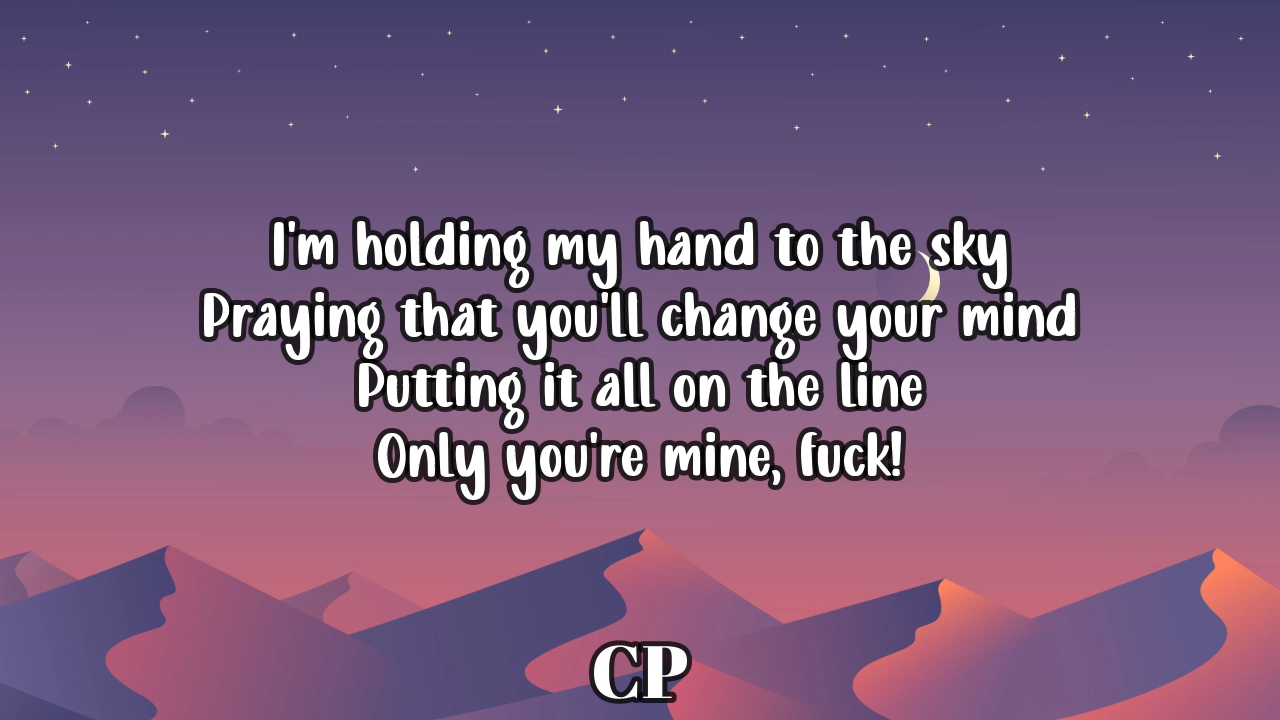 I'm holding my hand to the sky
Praying that you'll change your mind
Putting it all on the line
Only you're mine, fuck!
CP